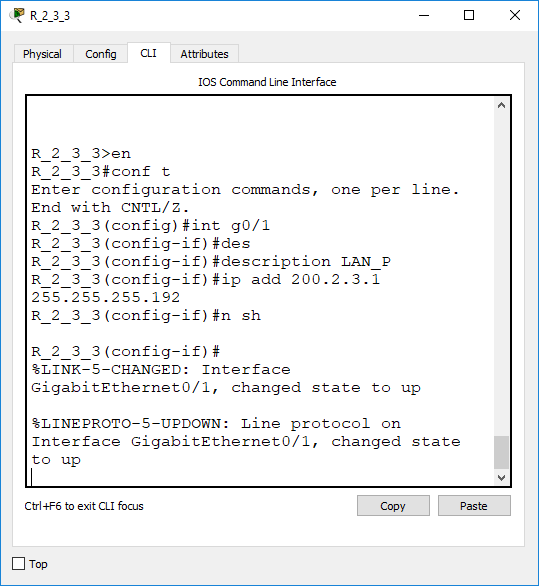 R_2_3_3
Physical
Config
CLI
Attributes
IOS Command Line Interface
R_2_3_3>en
R_2_3_3#conf t
Enter configuration commands, one per line.
End with CNTL/Z.
R_2_3_3(config)#int g0/1
R_2_3_3(config-if)#des
R_2_3_3(config-if)#description LAN_P
R_2_3_3(config-if)#ip add 200.2.3.1
255.255.255.192
R_2_3_3(config-if)#n sh
R_2_3_3(config-if)#
%LINK-5-CHANGED: Interface
GigabitEthernet0/1, changed state to up
%LINEPROTO-5-UPDOWN: Line protocol on
Interface GigabitEthernet0/1, changed state
to up
Ctrl+F6 to exit CLI focus
Copy
Paste
Top